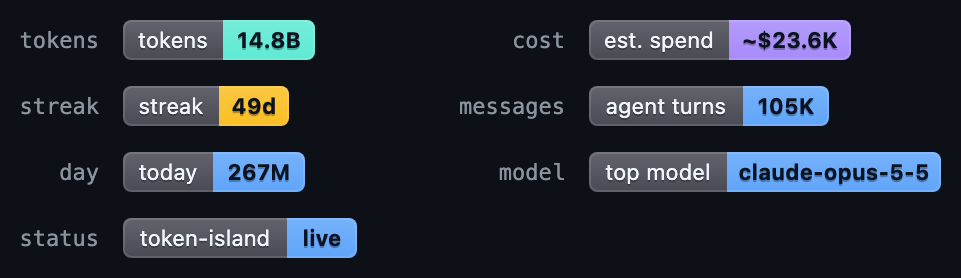 tokens tokens 14.8B cost est. spend ~$23.6K
streak streak 49d messages agent turns 105K
day today 267M model top model claude-opus-5-5
status token-island live